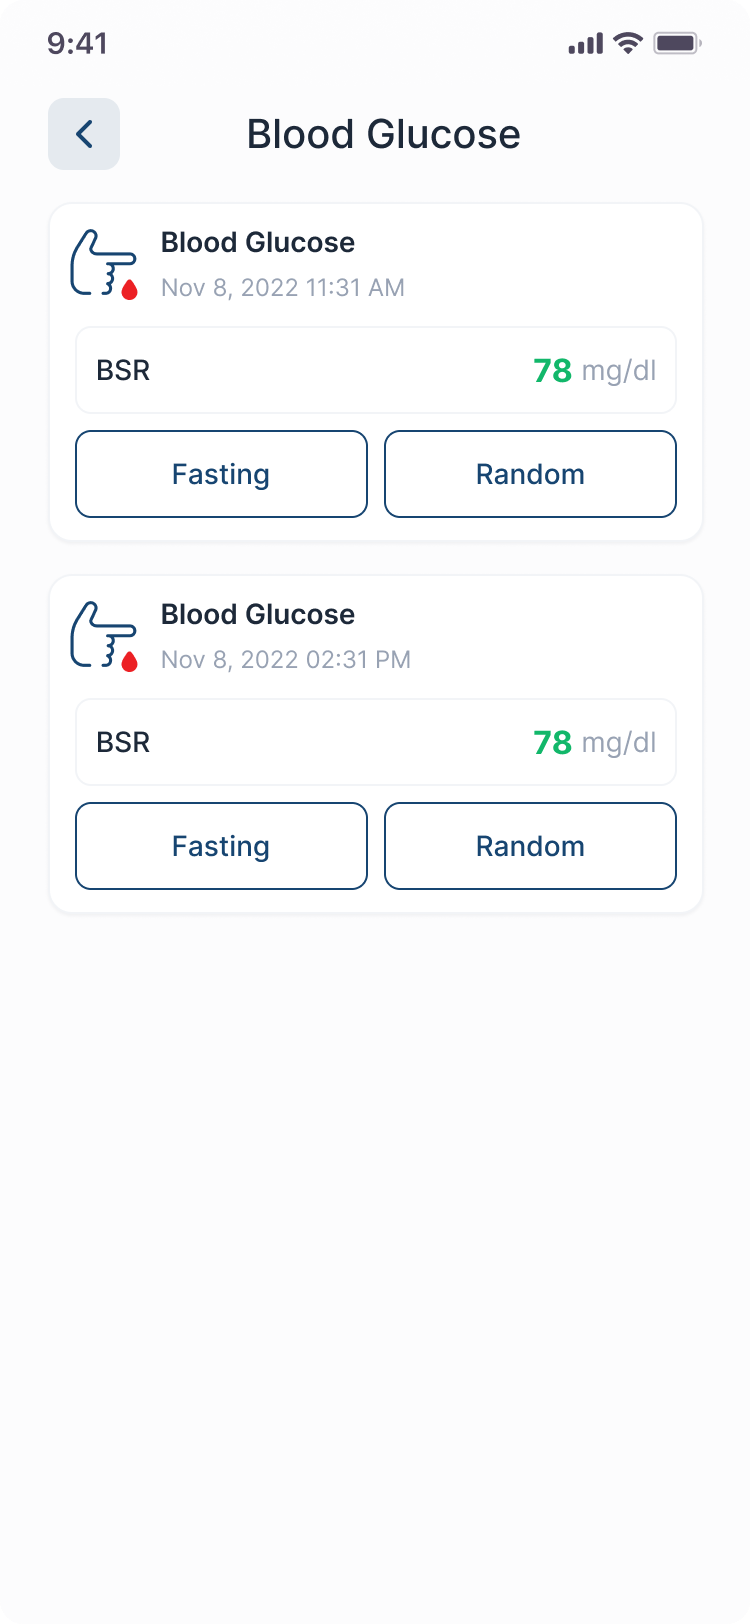 9:41
Blood Glucose
Blood Glucose
Nov 8, 2022 11:31 AM
BSR 78 mg/dl
Fasting Random
Blood Glucose
Nov 8, 2022 02:31 PM
BSR 78 mg/dl
Fasting Random